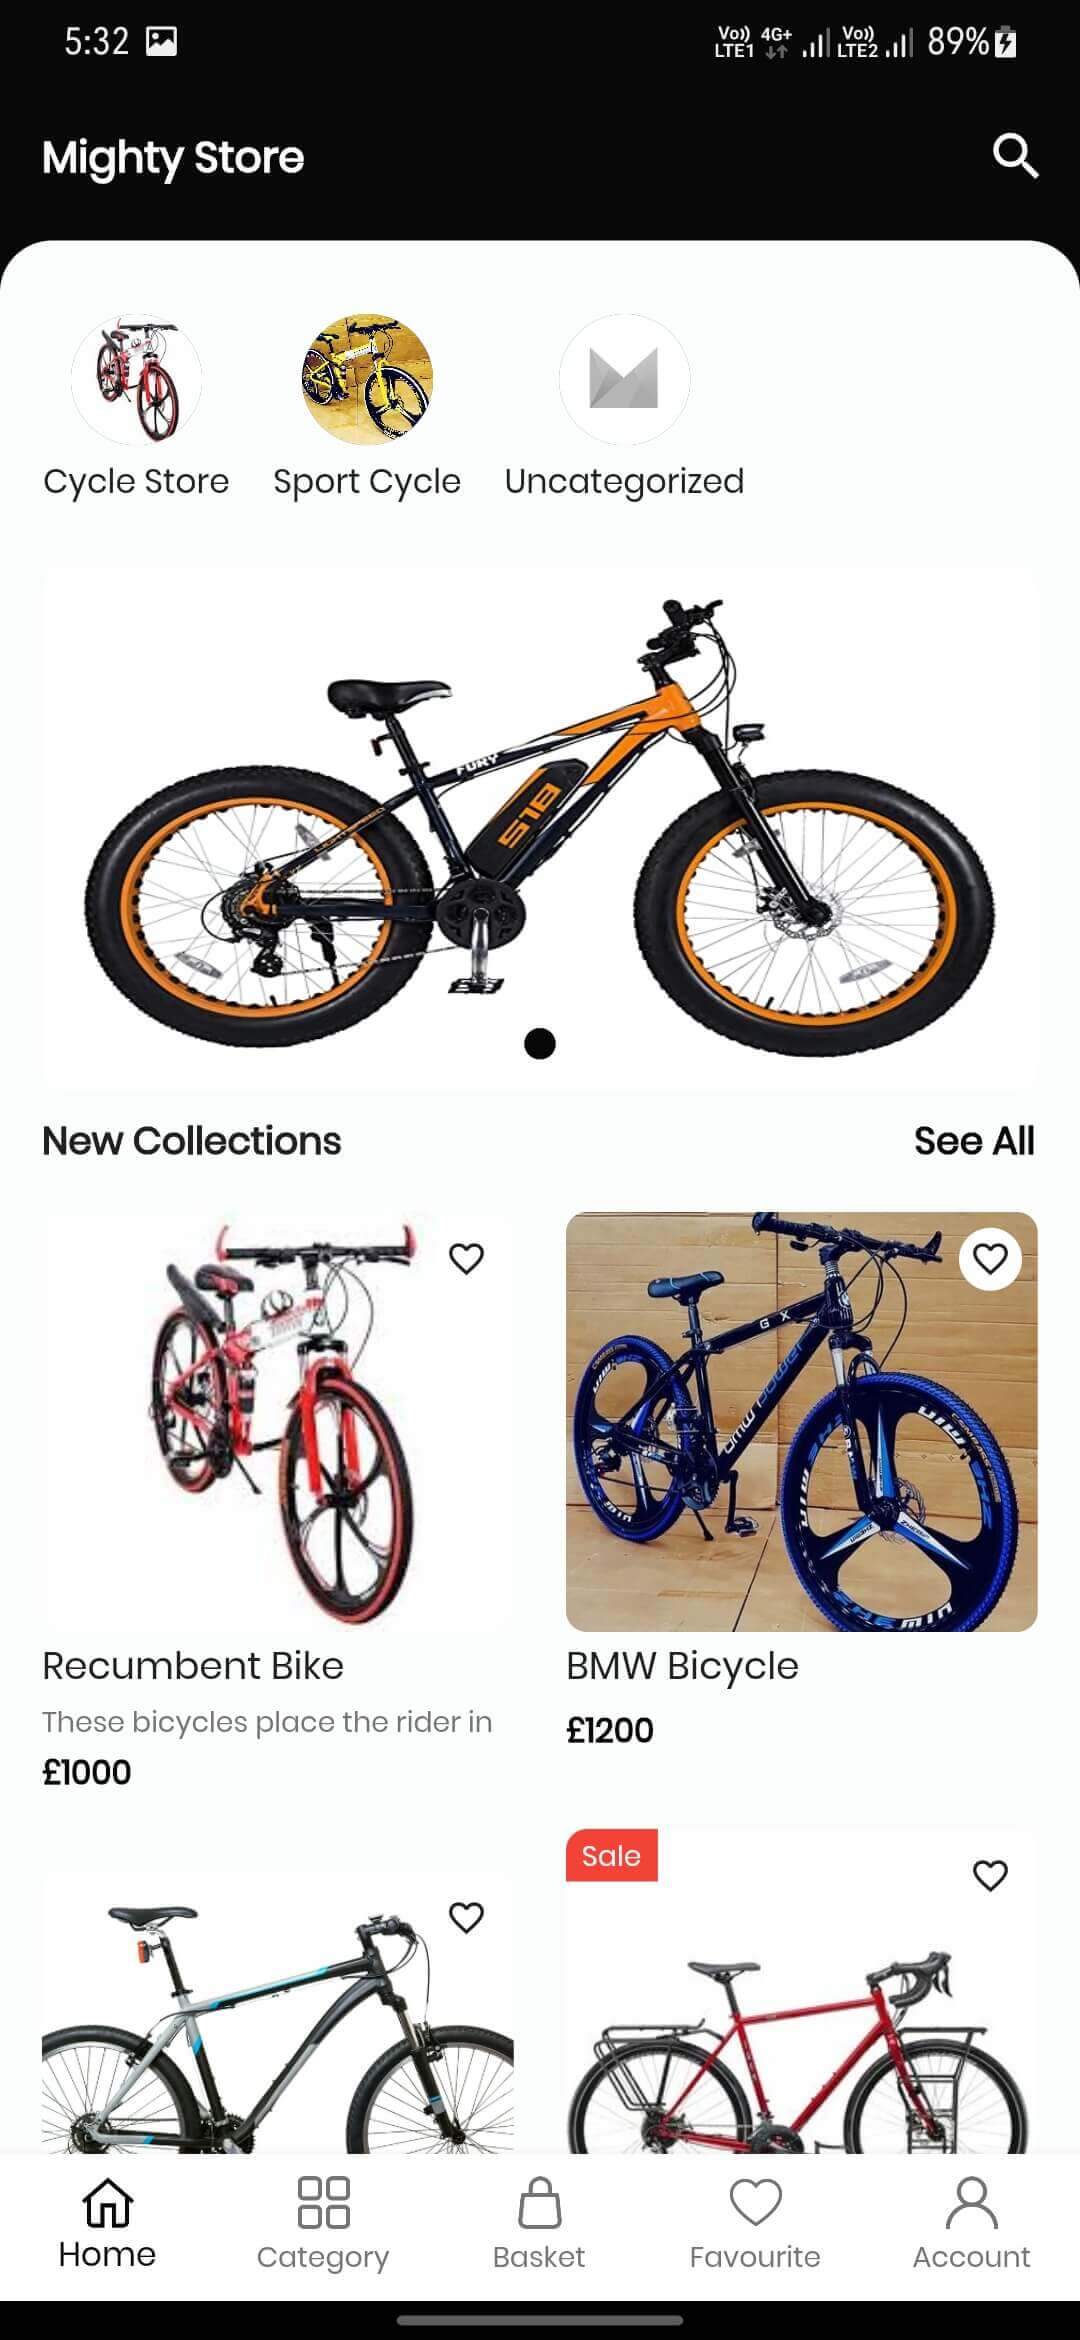 5:32
Vo)) LTE1 4G+ Vo)) LTE2 89%
Mighty Store
Cycle Store
Sport Cycle
Uncategorized
FURY
518
New Collections
See All
G X
Recumbent Bike
BMW Bicycle
These bicycles place the rider in
£1200
£1000
Sale
Home
Category
Basket
Favourite
Account